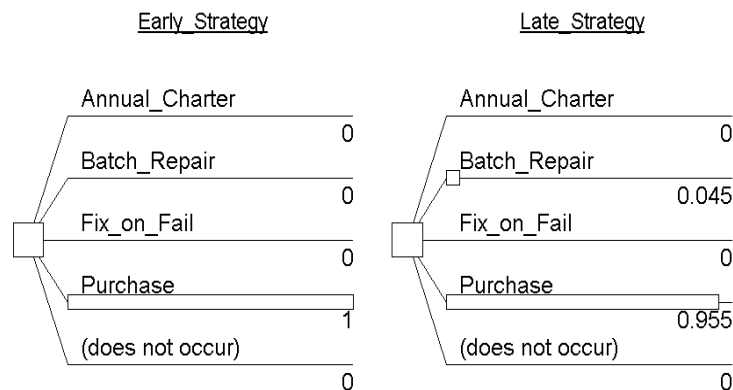 Early_Strategy
Annual_Charter
0
Batch_Repair
0
Fix_on_Fail
0
Purchase
1
(does not occur)
0
Late_Strategy
Annual_Charter
0
Batch_Repair
0.045
Fix_on_Fail
0
Purchase
0.955
(does not occur)
0